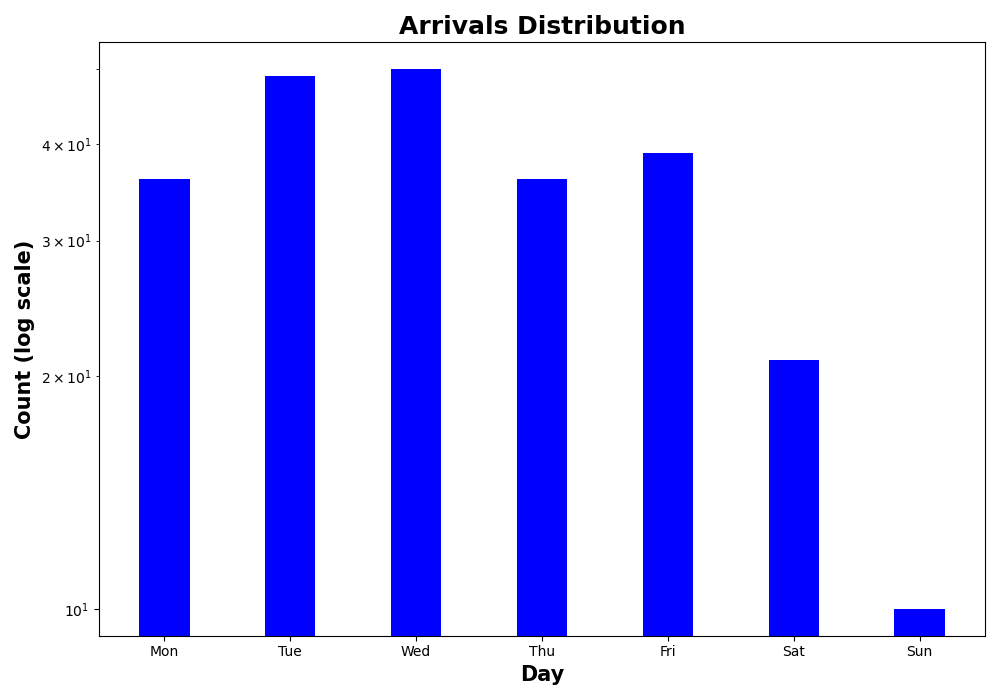 Arrivals Distribution
Count (log scale)
4 × 10¹
3 × 10¹
2 × 10¹
10¹
Mon Tue Wed Thu Fri Sat Sun
Day